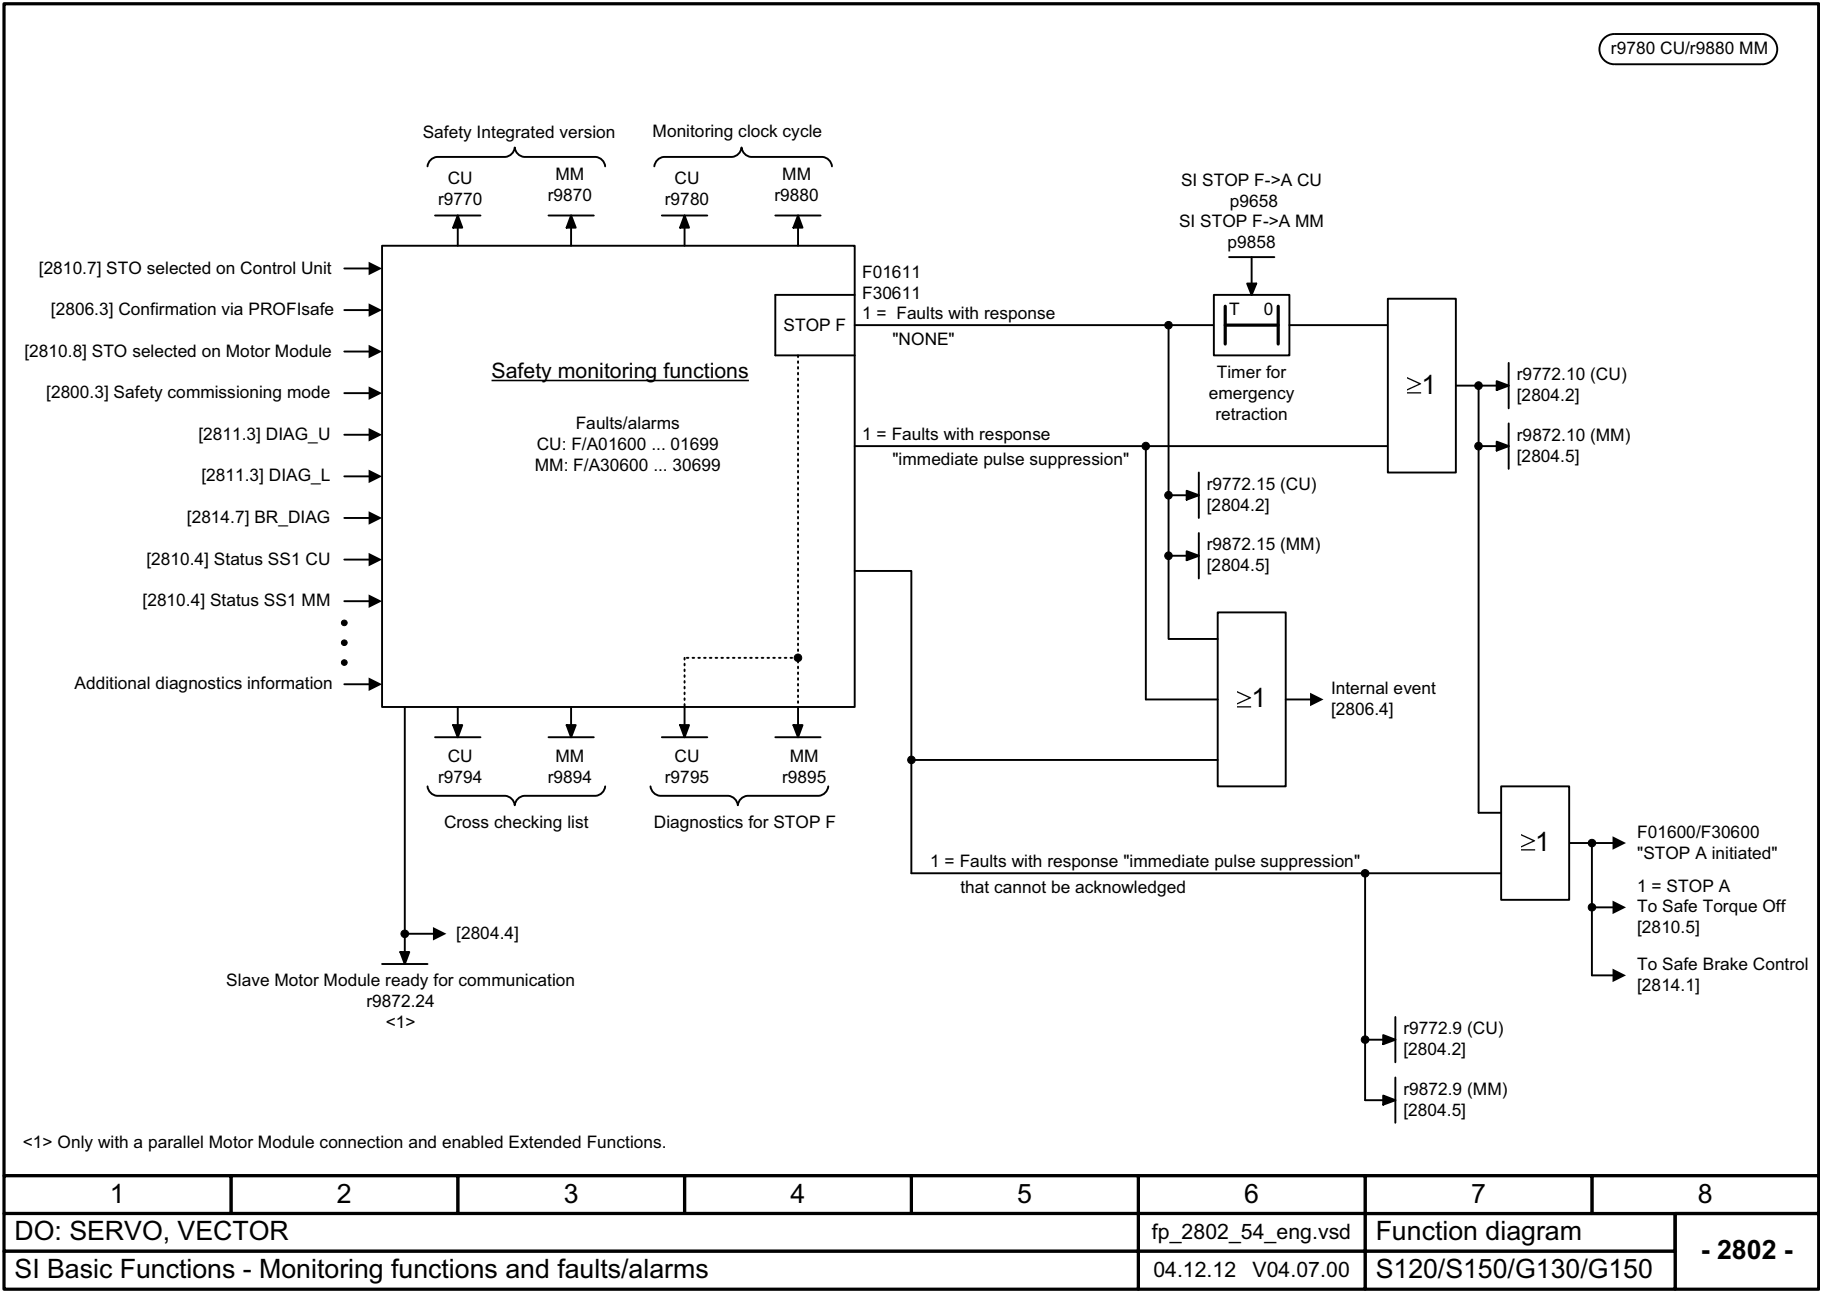 r9780 CU/r9880 MM
Safety Integrated version
Monitoring clock cycle
CU
r9770
MM
r9870
CU
r9780
MM
r9880
SI STOP F->A CU
p9658
SI STOP F->A MM
p9858
[2810.7] STO selected on Control Unit
[2806.3] Confirmation via PROFIsafe
[2810.8] STO selected on Motor Module
[2800.3] Safety commissioning mode
[2811.3] DIAG_U
[2811.3] DIAG_L
[2814.7] BR_DIAG
[2810.4] Status SS1 CU
[2810.4] Status SS1 MM
Additional diagnostics information
Safety monitoring functions
Faults/alarms
CU: F/A01600 ... 01699
MM: F/A30600 ... 30699
STOP F
F01611
F30611
1 = Faults with response
"NONE"
T 0
Timer for
emergency
retraction
≥1
r9772.10 (CU)
[2804.2]
r9872.10 (MM)
[2804.5]
1 = Faults with response
"immediate pulse suppression"
r9772.15 (CU)
[2804.2]
r9872.15 (MM)
[2804.5]
≥1
Internal event
[2806.4]
CU
r9794
MM
r9894
CU
r9795
MM
r9895
Cross checking list
Diagnostics for STOP F
1 = Faults with response "immediate pulse suppression"
that cannot be acknowledged
≥1
F01600/F30600
"STOP A initiated"
1 = STOP A
To Safe Torque Off
[2810.5]
To Safe Brake Control
[2814.1]
[2804.4]
Slave Motor Module ready for communication
r9872.24
<1>
r9772.9 (CU)
[2804.2]
r9872.9 (MM)
[2804.5]
<1> Only with a parallel Motor Module connection and enabled Extended Functions.
1 2 3 4 5 6 7 8
DO: SERVO, VECTOR
fp_2802_54_eng.vsd
Function diagram
- 2802 -
SI Basic Functions - Monitoring functions and faults/alarms
04.12.12 V04.07.00
S120/S150/G130/G150